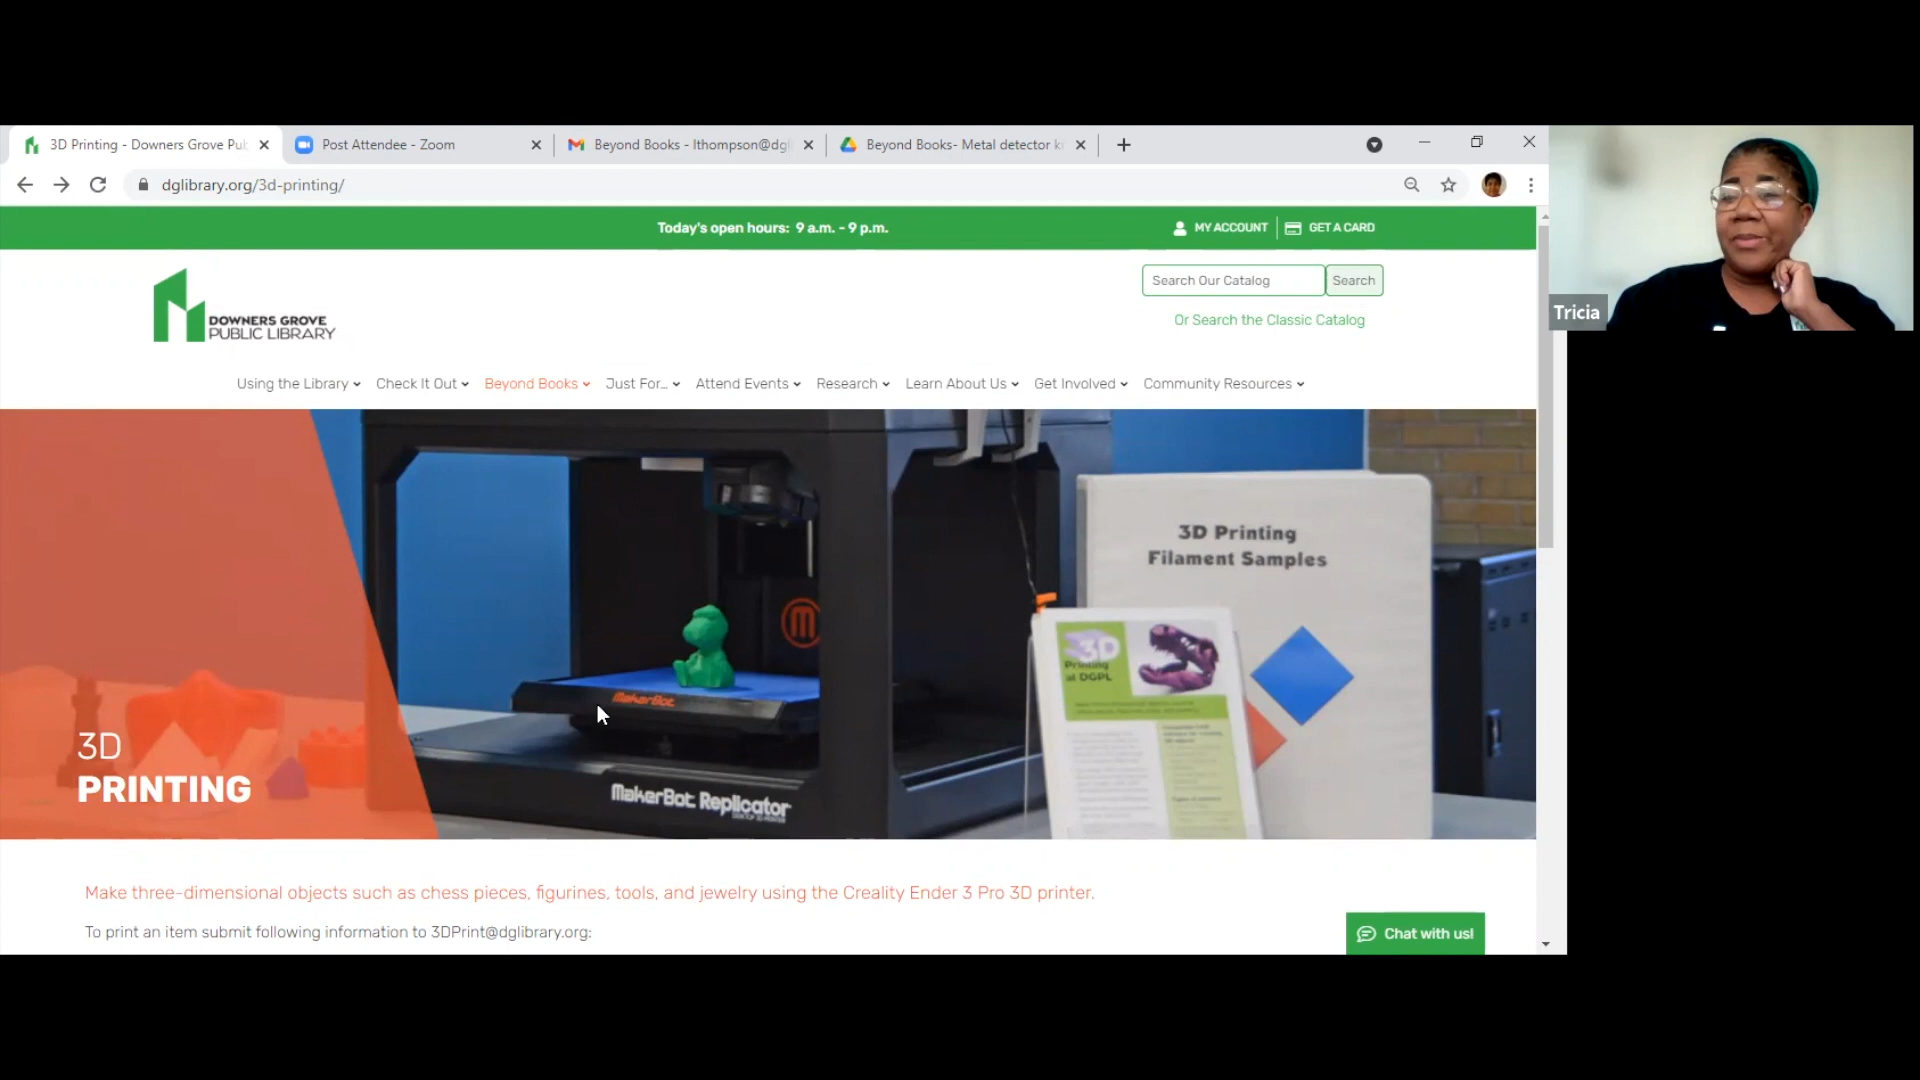 3D Printing - Downers Grove Pub
Post Attendee - Zoom
Beyond Books - lthompson@dgl
Beyond Books- Metal detector k
dglibrary.org/3d-printing/
Today's open hours: 9 a.m. - 9 p.m.
MY ACCOUNT
GET A CARD
DOWNERS GROVE
PUBLIC LIBRARY
Search Our Catalog
Search
Or Search the Classic Catalog
Using the Library
Check It Out
Beyond Books
Just For...
Attend Events
Research
Learn About Us
Get Involved
Community Resources
Tricia
3D Printing
Filament Samples
3D
Printing
at DGPL
MakerBot
MakerBot Replicator
3D
PRINTING
Make three-dimensional objects such as chess pieces, figurines, tools, and jewelry using the Creality Ender 3 Pro 3D printer.
To print an item submit following information to 3DPrint@dglibrary.org:
Chat with us!